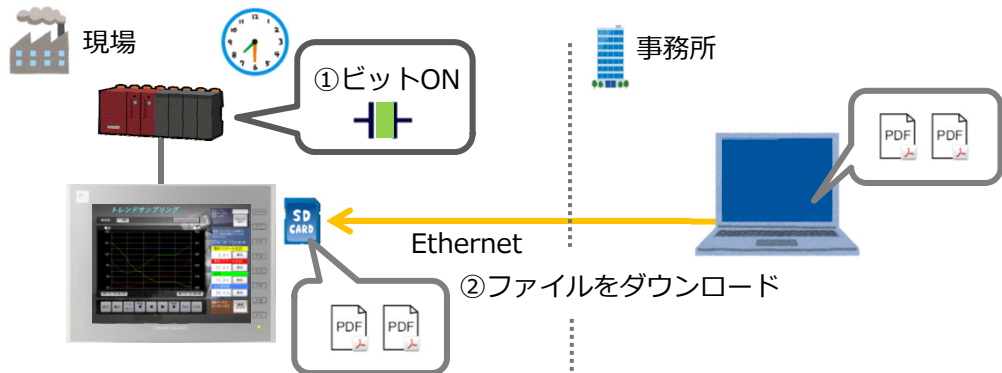 現場
事務所
①ビットON
PDF PDF
トレンドサンプリング
SD
CARD
Ethernet
②ファイルをダウンロード
PDF PDF